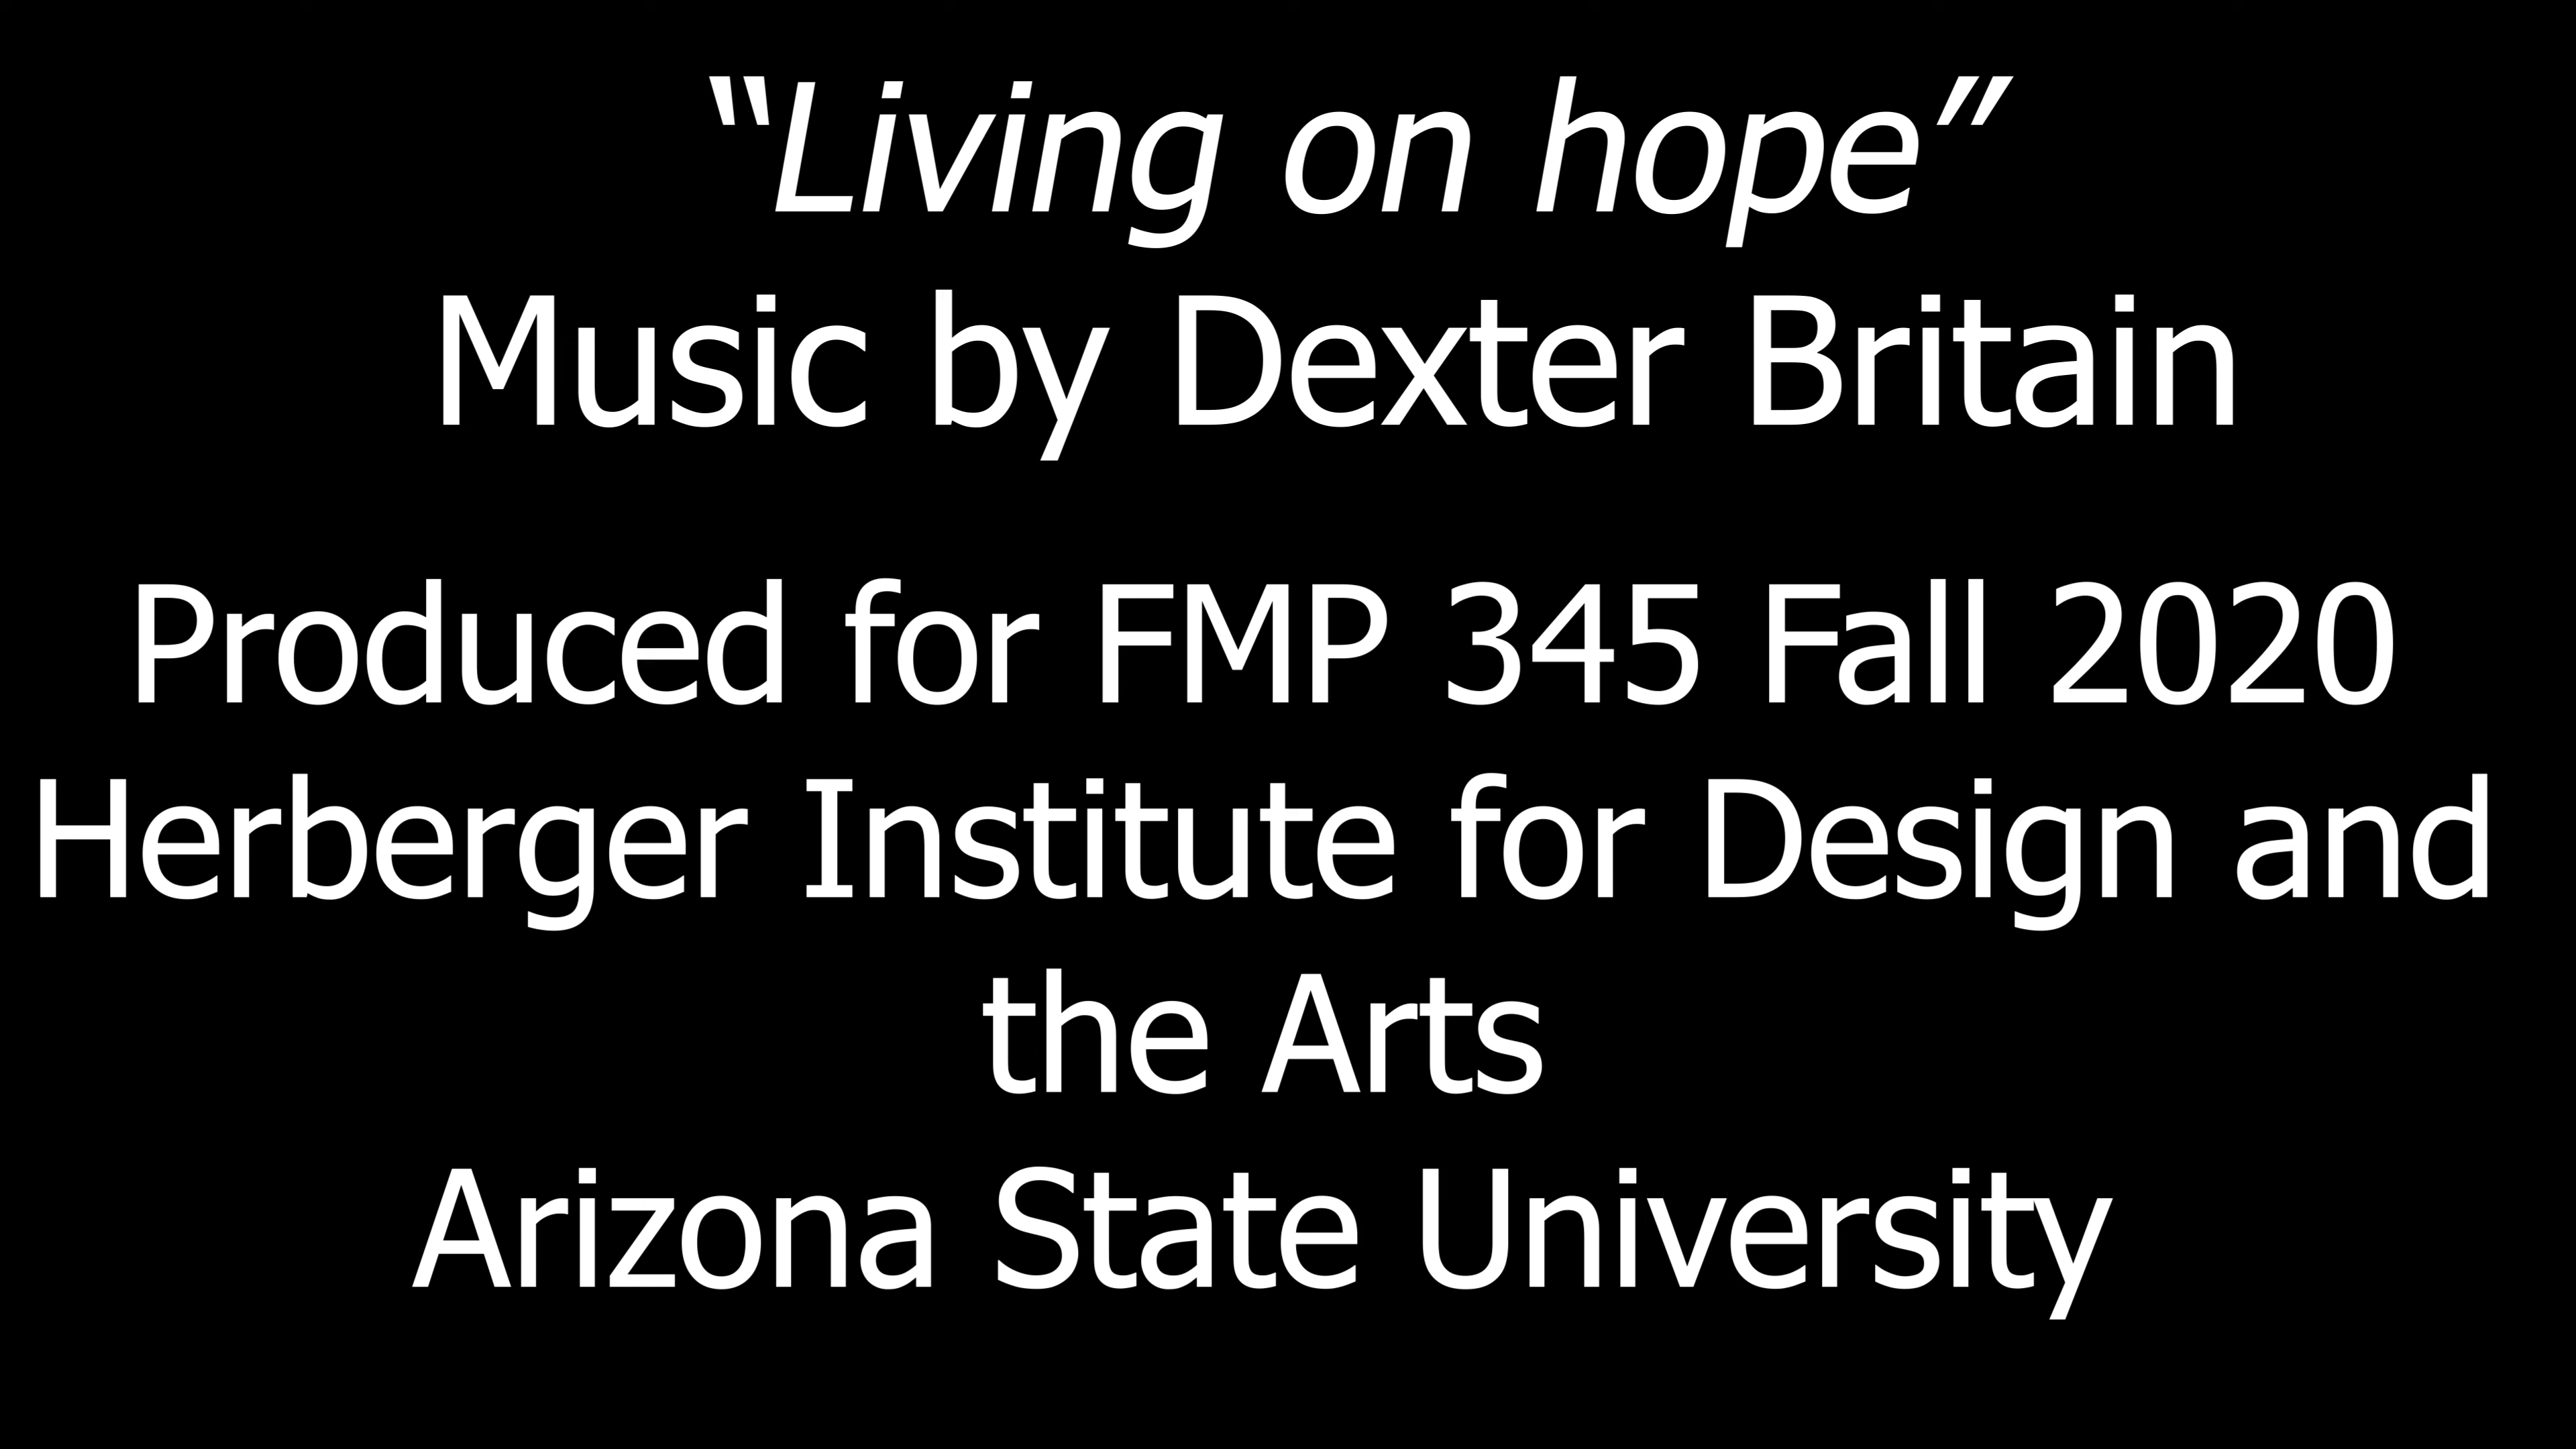 “Living on hope”
Music by Dexter Britain
Produced for FMP 345 Fall 2020
Herberger Institute for Design and
the Arts
Arizona State University